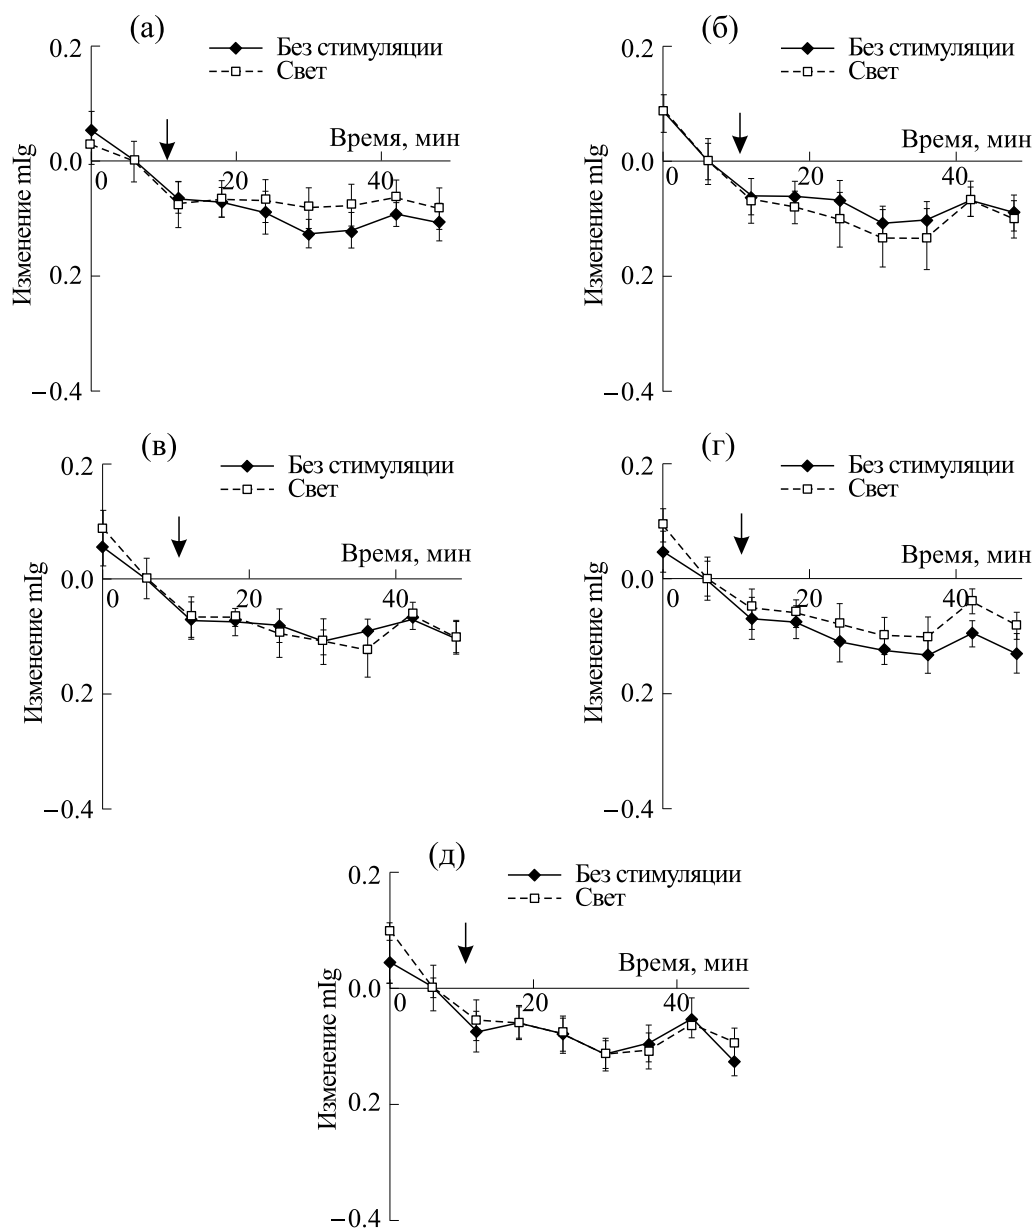 (а)
Без стимуляции
Свет
0.2
0.0
0.2
−0.4
Изменение mlg
0
20
40
Время, мин
(б)
Без стимуляции
Свет
0.2
0.0
0.2
−0.4
Изменение mlg
0
20
40
Время, мин
(в)
Без стимуляции
Свет
0.2
0.0
0.2
−0.4
Изменение mlg
0
20
40
Время, мин
(г)
Без стимуляции
Свет
0.2
0.0
0.2
−0.4
Изменение mlg
0
20
40
Время, мин
(д)
Без стимуляции
Свет
0.2
0.0
0.2
−0.4
Изменение mlg
0
20
40
Время, мин